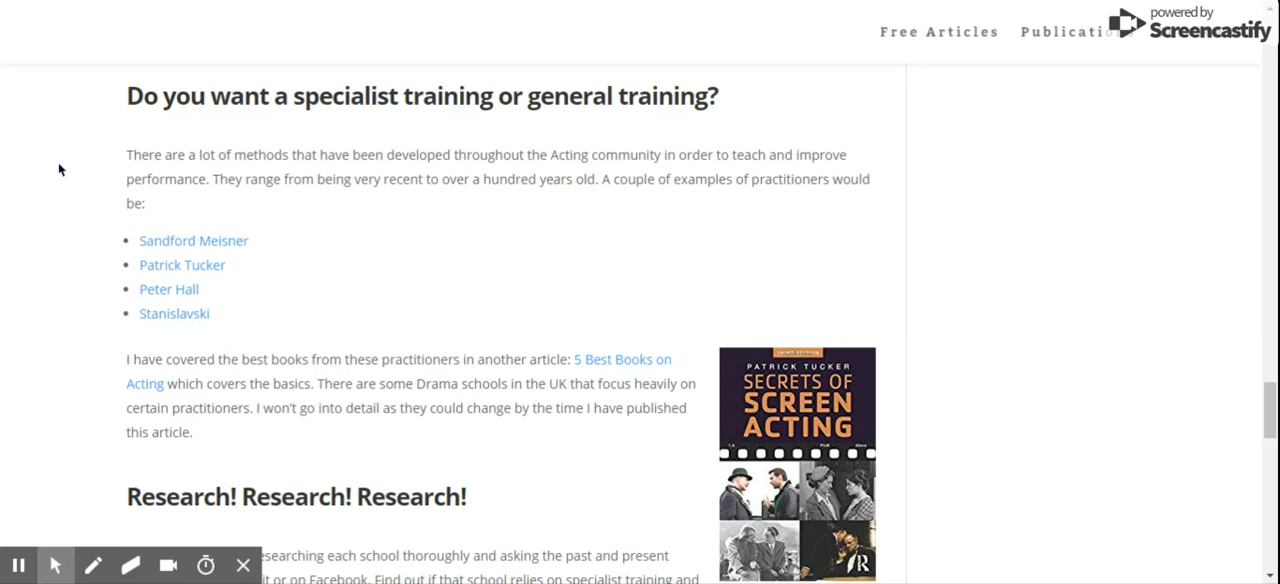 powered by
Screencastify
Free Articles Publicati
Do you want a specialist training or general training?
There are a lot of methods that have been developed throughout the Acting community in order to teach and improve
performance. They range from being very recent to over a hundred years old. A couple of examples of practitioners would
be:
Sandford Meisner
Patrick Tucker
Peter Hall
Stanislavski
I have covered the best books from these practitioners in another article: 5 Best Books on
Acting which covers the basics. There are some Drama schools in the UK that focus heavily on
certain practitioners. I won't go into detail as they could change by the time I have published
this article.
THIRD EDITION
PATRICK TUCKER
SECRETS OF
SCREEN
ACTING
R
Research! Research! Research!
esearching each school thoroughly and asking the past and present
it or on Facebook. Find out if that school relies on specialist training and